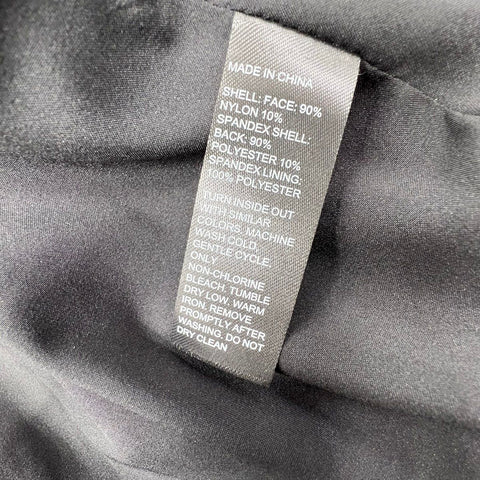 MADE IN CHINA
SHELL: FACE: 90%
NYLON 10%
SPANDEX SHELL:
BACK: 90%
POLYESTER 10%
SPANDEX LINING:
100% POLYESTER
TURN INSIDE OUT
WITH SIMILAR
COLORS, MACHINE
WASH COLD,
GENTLE CYCLE,
ONLY
NON-CHLORINE
BLEACH. TUMBLE
DRY LOW. WARM
IRON. REMOVE
PROMPTLY AFTER
WASHING. DO NOT
DRY CLEAN